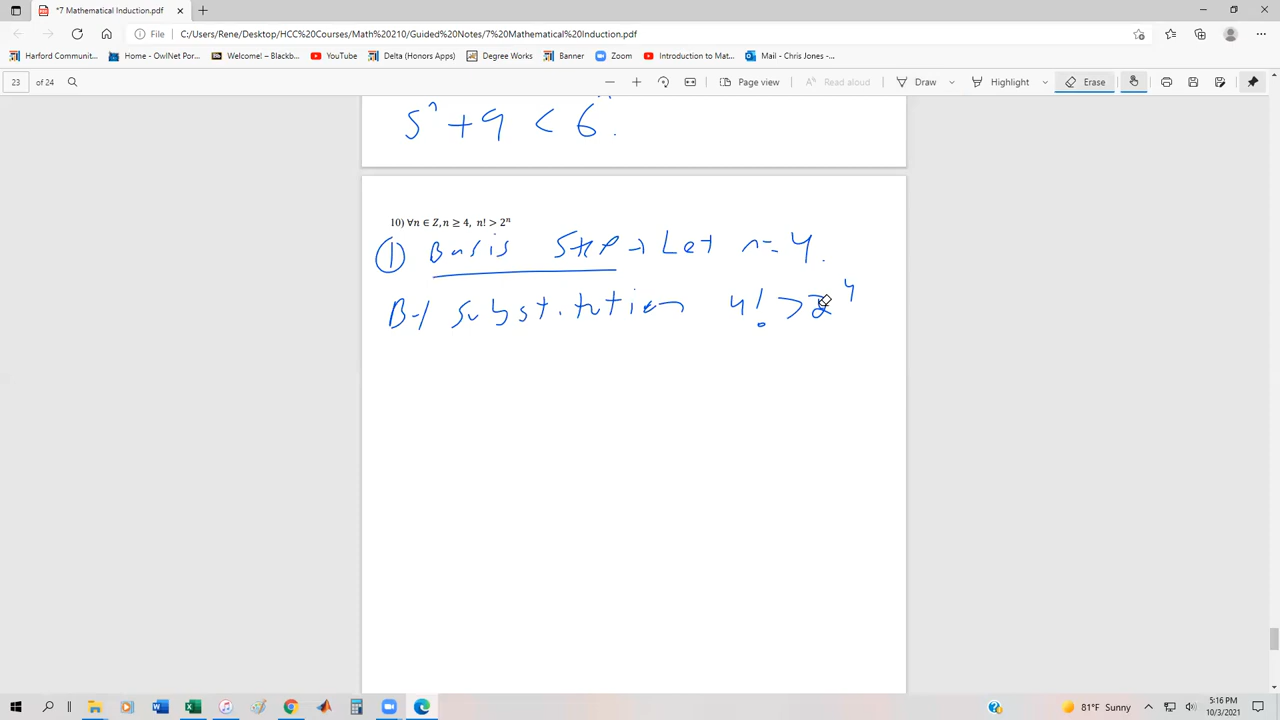 *7 Mathematical Induction.pdf
File C:/Users/Rene/Desktop/HCC%20Courses/Math%20210/Guided%20Notes/7%20Mathematical%20Induction.pdf
Harford Communit... Home - OwlNet Por... Welcome! – Blackb... YouTube Delta (Honors Apps) Degree Works Banner Zoom Introduction to Mat... Mail - Chris Jones -...
23 of 24 Page view Read aloud Draw Highlight Erase
5^n + 9 < 6^n.
10) ∀n ∈ Z, n ≥ 4, n! > 2^n
① Basis Step → Let n = 4.
By substitution 4! > 2^4
81°F Sunny 5:16 PM
10/3/2021